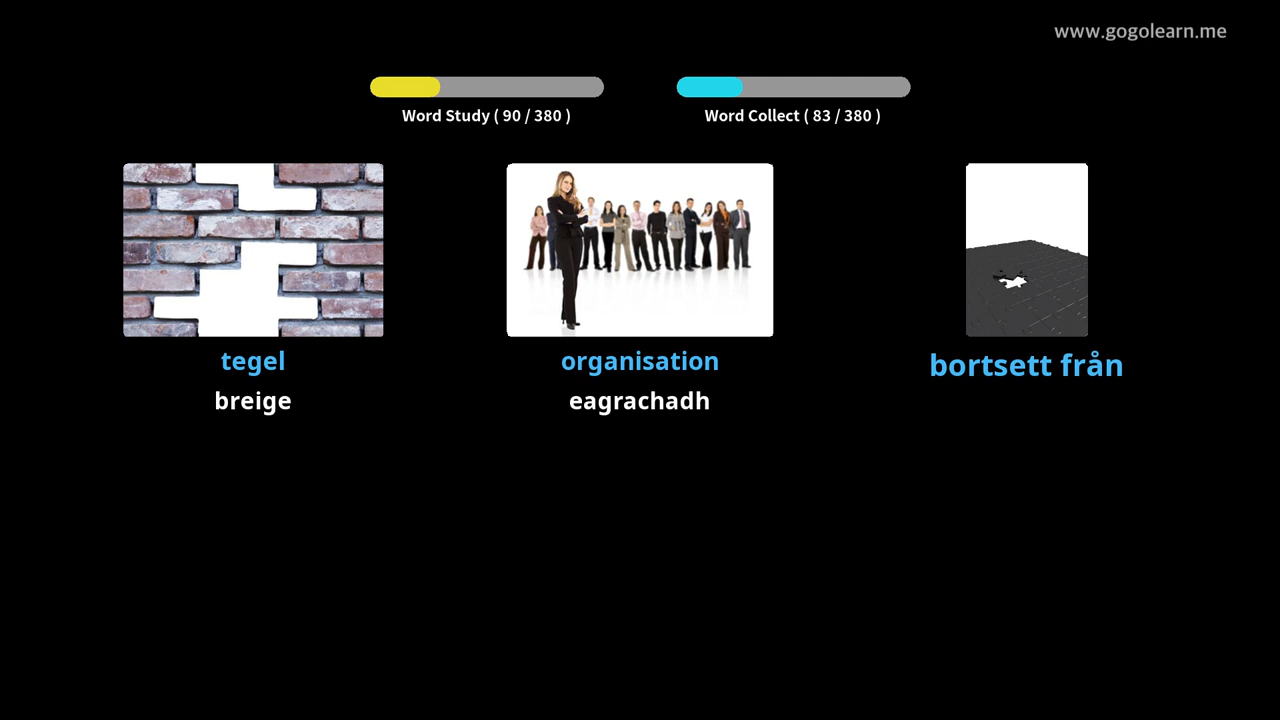 www.gogolearn.me
Word Study ( 90 / 380 )
Word Collect ( 83 / 380 )
tegel
breige
organisation
eagrachadh
bortsett från